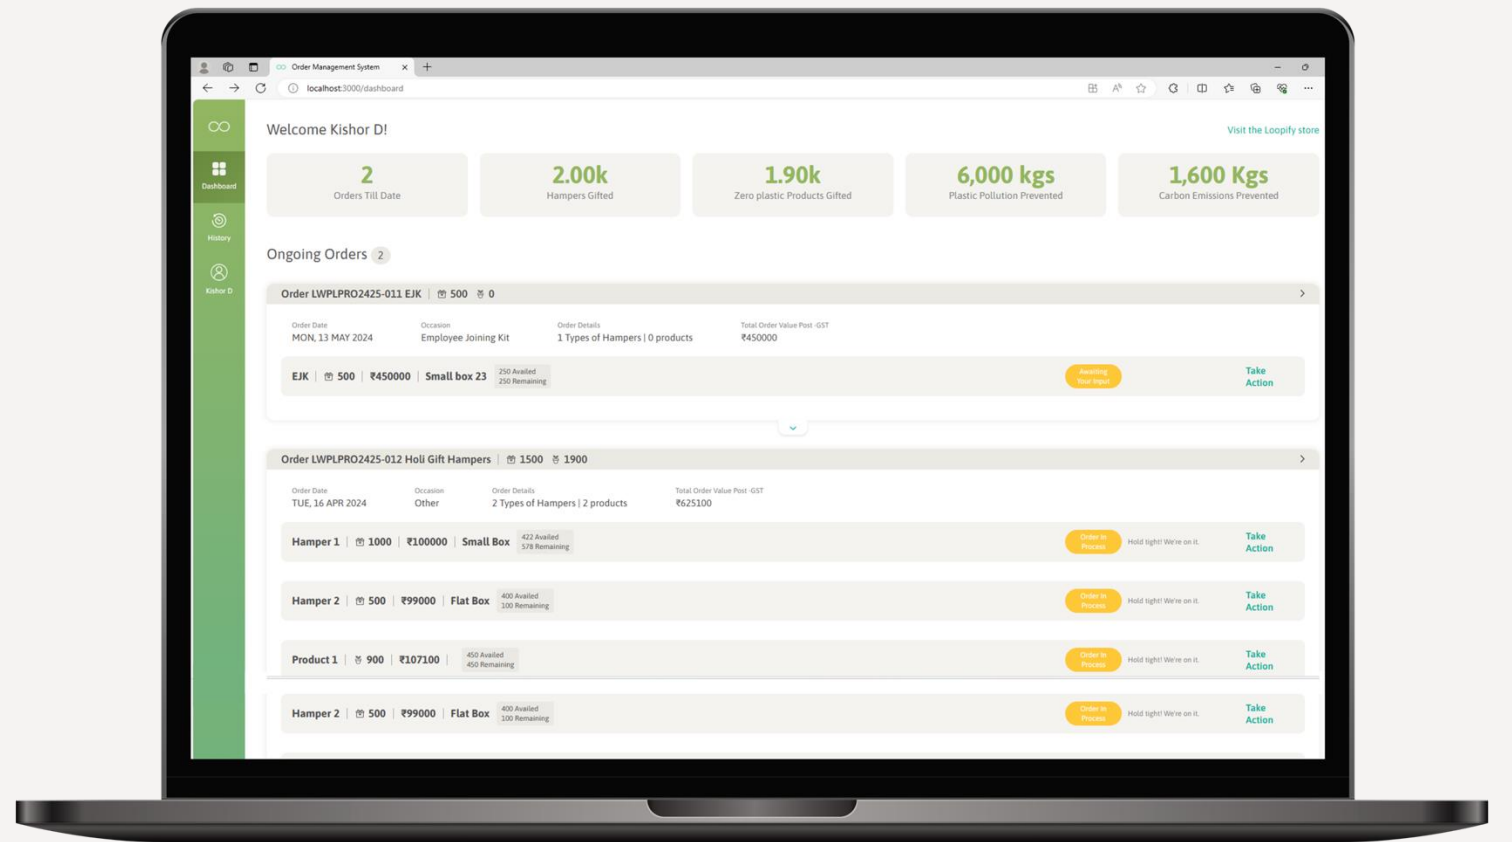 Order Management System
localhost:3000/dashboard
Welcome Kishor D!
Visit the Loopify store
Dashboard
History
Kishor D
2
Orders Till Date
2.00k
Hampers Gifted
1.90k
Zero plastic Products Gifted
6,000 kgs
Plastic Pollution Prevented
1,600 Kgs
Carbon Emissions Prevented
Ongoing Orders 2
Order LWPLPRO2425-011 EJK | 500 0
Order Date
MON, 13 MAY 2024
Occasion
Employee Joining Kit
Order Details
1 Types of Hampers | 0 products
Total Order Value Post -GST
₹450000
EJK | 500 | ₹450000 | Small box 23
250 Availed
250 Remaining
Awaiting
Your Input
Take
Action
Order LWPLPRO2425-012 Holi Gift Hampers | 1500 1900
Order Date
TUE, 16 APR 2024
Occasion
Other
Order Details
2 Types of Hampers | 2 products
Total Order Value Post -GST
₹625100
Hamper 1 | 1000 | ₹100000 | Small Box
422 Availed
578 Remaining
Order In
Process
Hold tight! We're on it.
Take
Action
Hamper 2 | 500 | ₹99000 | Flat Box
400 Availed
100 Remaining
Order In
Process
Hold tight! We're on it.
Take
Action
Product 1 | 900 | ₹107100 |
450 Availed
450 Remaining
Order In
Process
Hold tight! We're on it.
Take
Action
Hamper 2 | 500 | ₹99000 | Flat Box
400 Availed
100 Remaining
Order In
Process
Hold tight! We're on it.
Take
Action